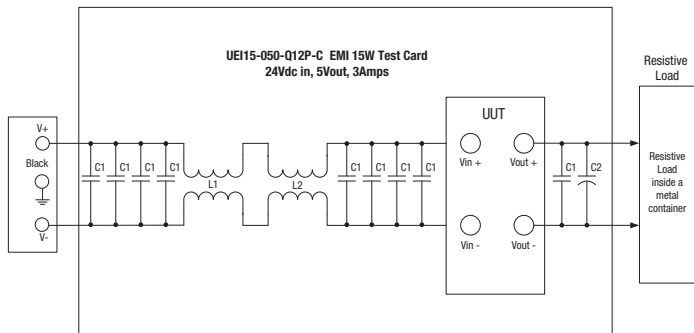 UEI15-050-Q12P-C EMI 15W Test Card
24Vdc in, 5Vout, 3Amps
Resistive
Load
UUT
V+
Black
V-
C1
C1
C1
C1
L1
L2
C1
C1
C1
C1
Vin +
Vout +
Vin -
Vout -
C1
C2
Resistive
Load
inside a
metal
container